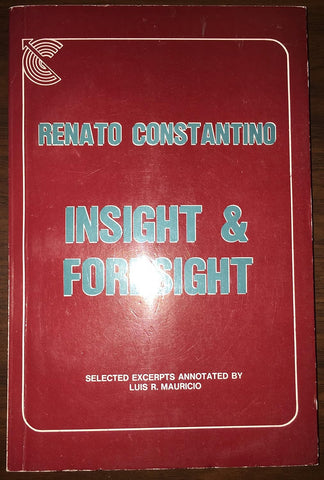 RENATO CONSTANTINO
INSIGHT &
FORESIGHT
SELECTED EXCERPTS ANNOTATED BY
LUIS R. MAURICIO